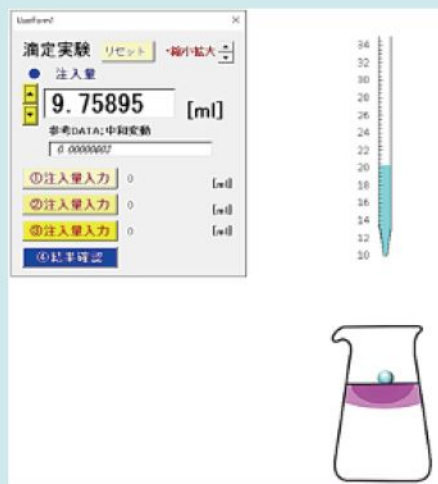 Userform1
滴定実験 リセット ・縮小拡大
● 注入量
9.75895 [ml]
参考DATA;中和変動
0.00000003
①注入量入力 0 [ml]
②注入量入力 0 [ml]
③注入量入力 0 [ml]
④結果確認
34
32
30
28
26
24
22
20
18
16
14
12
10